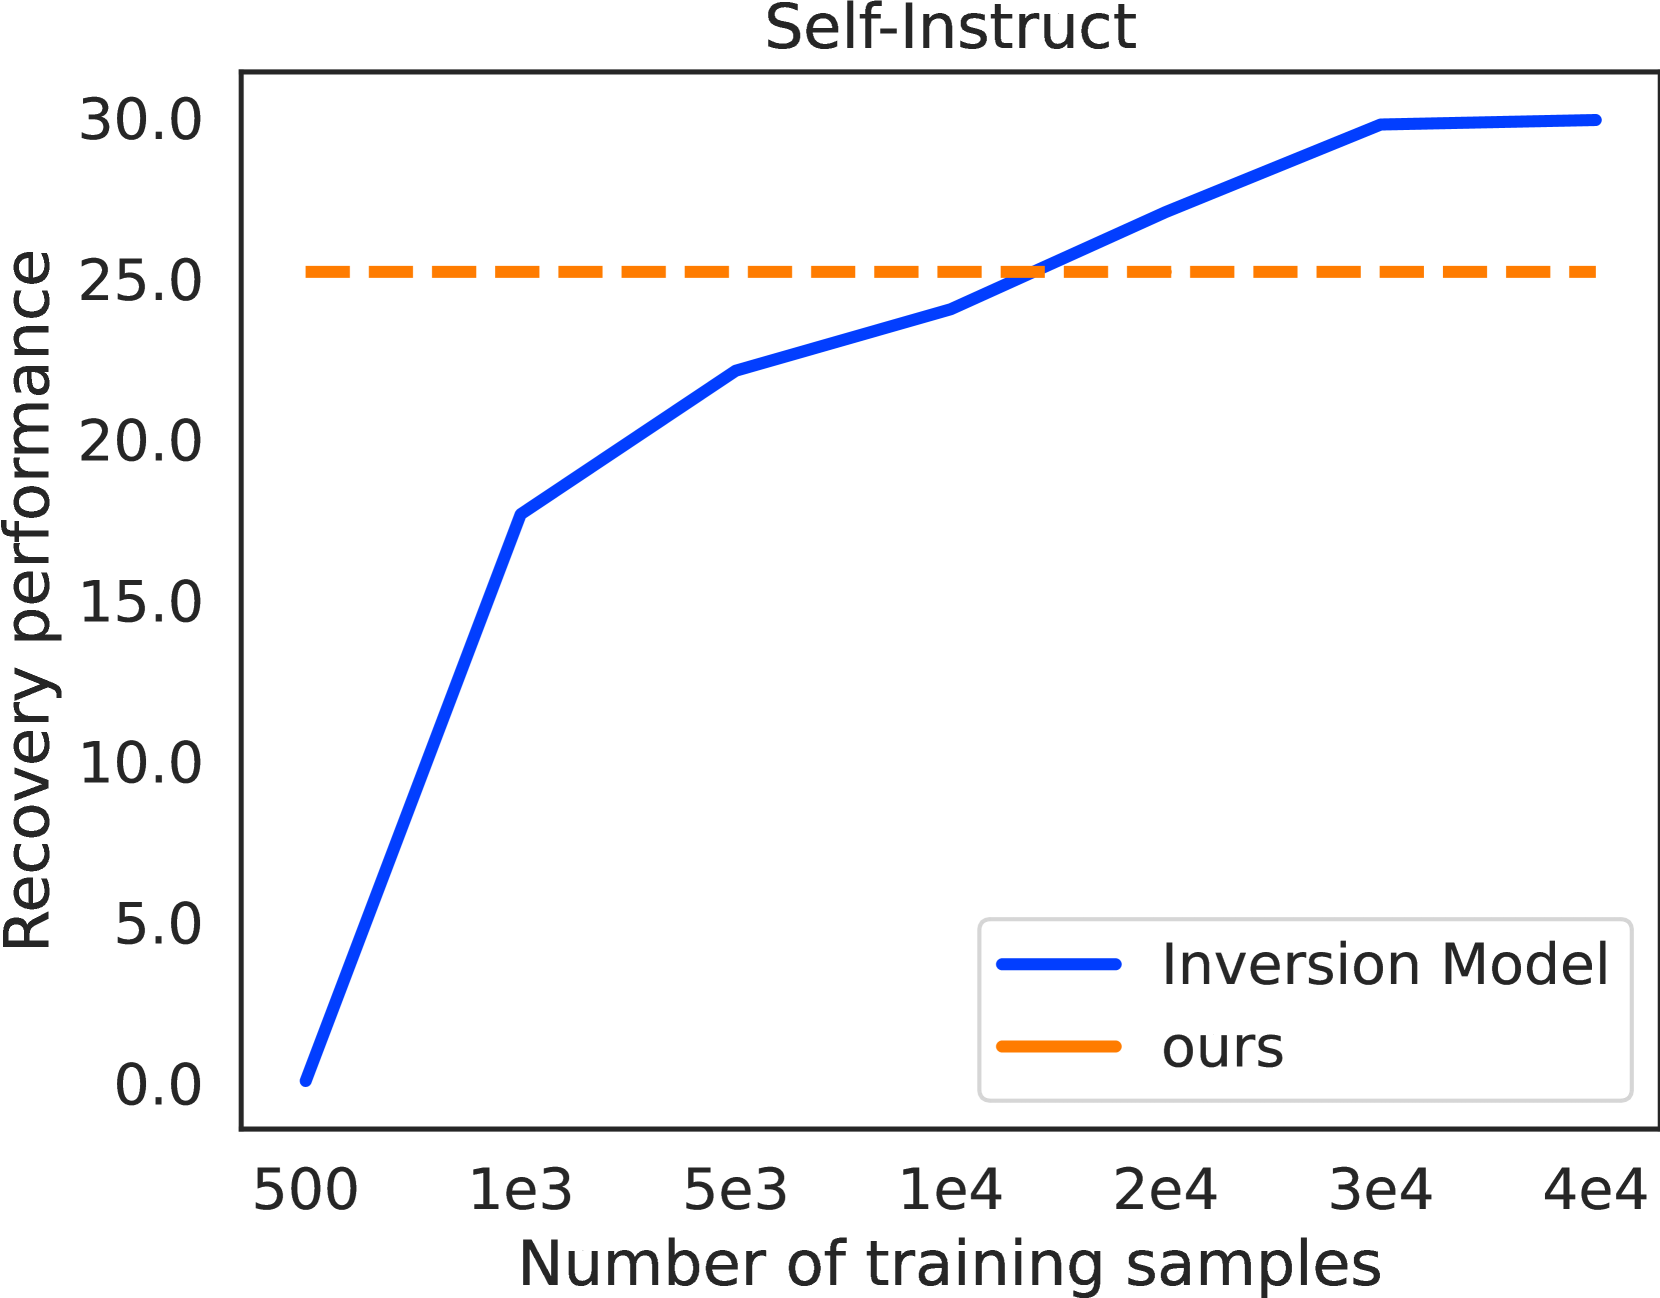 Self-Instruct
30.0
25.0
20.0
15.0
10.0
5.0
0.0
Recovery performance
Inversion Model
ours
500 1e3 5e3 1e4 2e4 3e4 4e4
Number of training samples